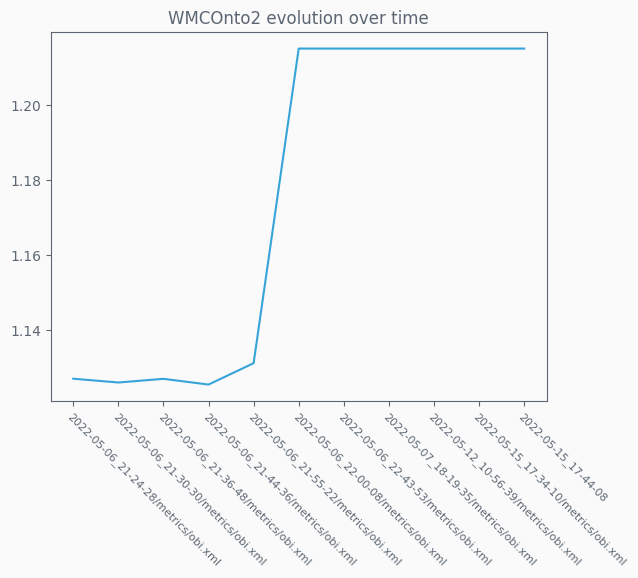 WMCOnto2 evolution over time
1.20
1.18
1.16
1.14
2022-05-06_21-24-28/metrics/obi.xml
2022-05-06_21-30-30/metrics/obi.xml
2022-05-06_21-36-48/metrics/obi.xml
2022-05-06_21-44-36/metrics/obi.xml
2022-05-06_21-55-22/metrics/obi.xml
2022-05-06_22-00-08/metrics/obi.xml
2022-05-06_22-43-53/metrics/obi.xml
2022-05-07_18-19-35/metrics/obi.xml
2022-05-12_10-56-39/metrics/obi.xml
2022-05-15_17-34-10/metrics/obi.xml
2022-05-15_17-44-08